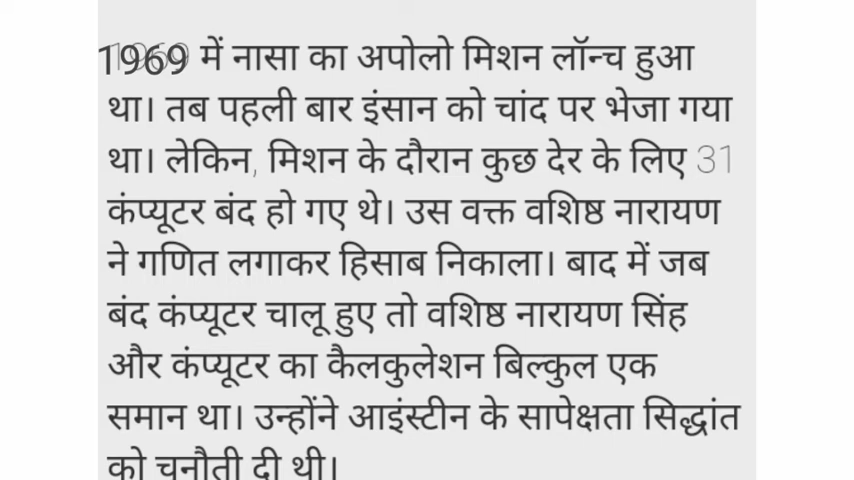 1969 में नासा का अपोलो मिशन लॉन्च हुआ
था। तब पहली बार इंसान को चांद पर भेजा गया
था। लेकिन, मिशन के दौरान कुछ देर के लिए 31
कंप्यूटर बंद हो गए थे। उस वक्त वशिष्ठ नारायण
ने गणित लगाकर हिसाब निकाला। बाद में जब
बंद कंप्यूटर चालू हुए तो वशिष्ठ नारायण सिंह
और कंप्यूटर का कैलकुलेशन बिल्कुल एक
समान था। उन्होंने आइंस्टीन के सापेक्षता सिद्धांत
को चुनौती दी थी।